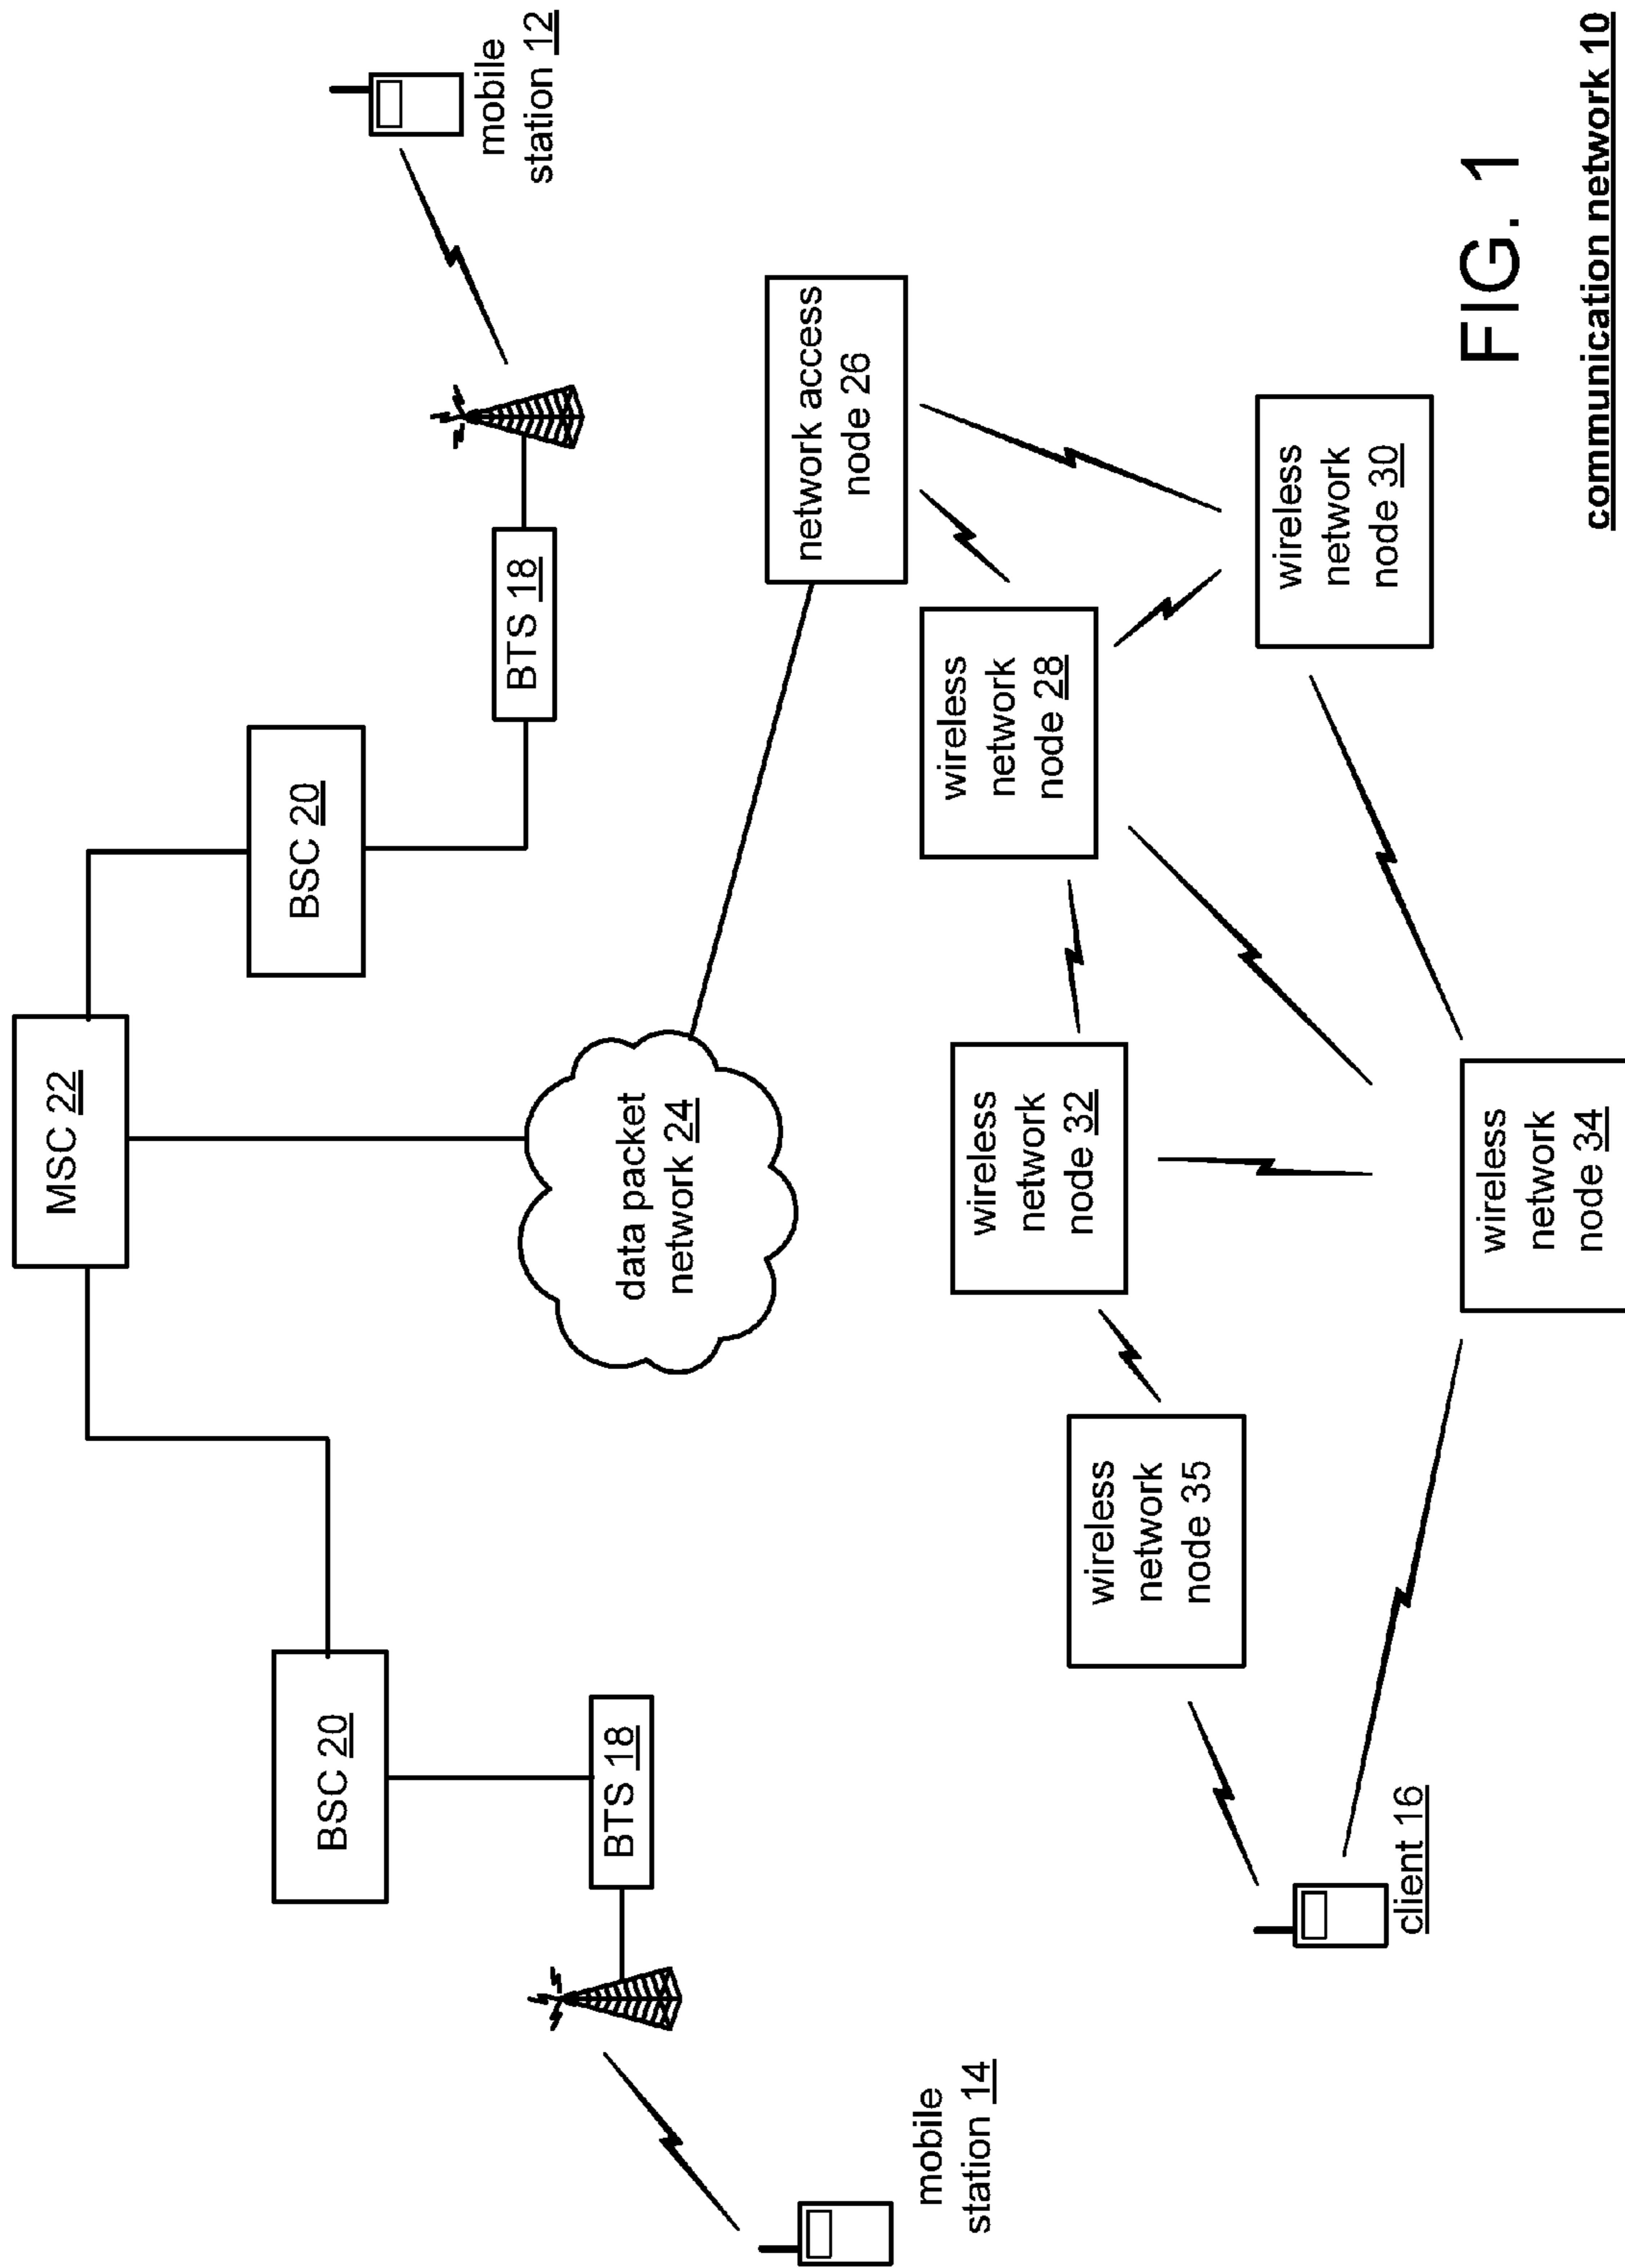 MSC 22
BSC 20
BSC 20
BTS 18
BTS 18
mobile
station 12
mobile
station 14
data packet
network 24
network access
node 26
wireless
network
node 28
wireless
network
node 32
wireless
network
node 35
wireless
network
node 30
wireless
network
node 34
client 16
FIG. 1
communication network 10